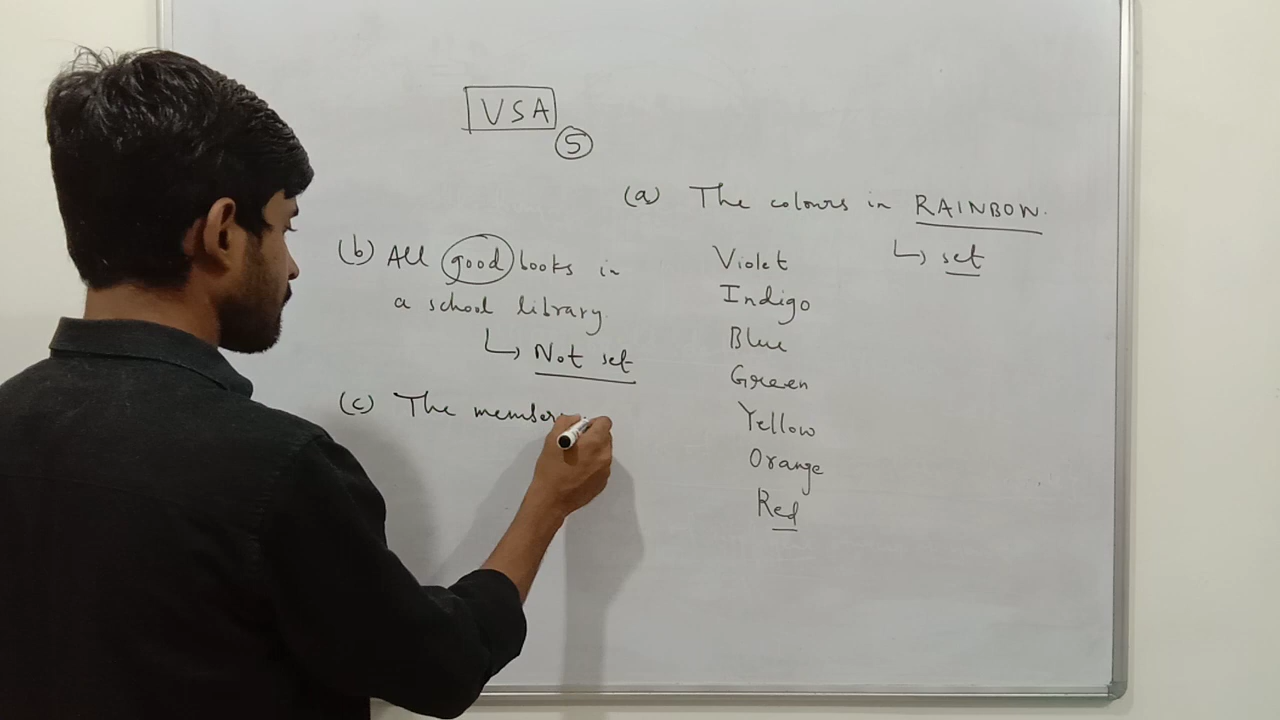 VSA
5
(a) The colours in RAINBOW.
↳ set
Violet
Indigo
Blue
Green
Yellow
Orange
Red
(b) All good books in
a school library.
↳ Not set
(c) The member